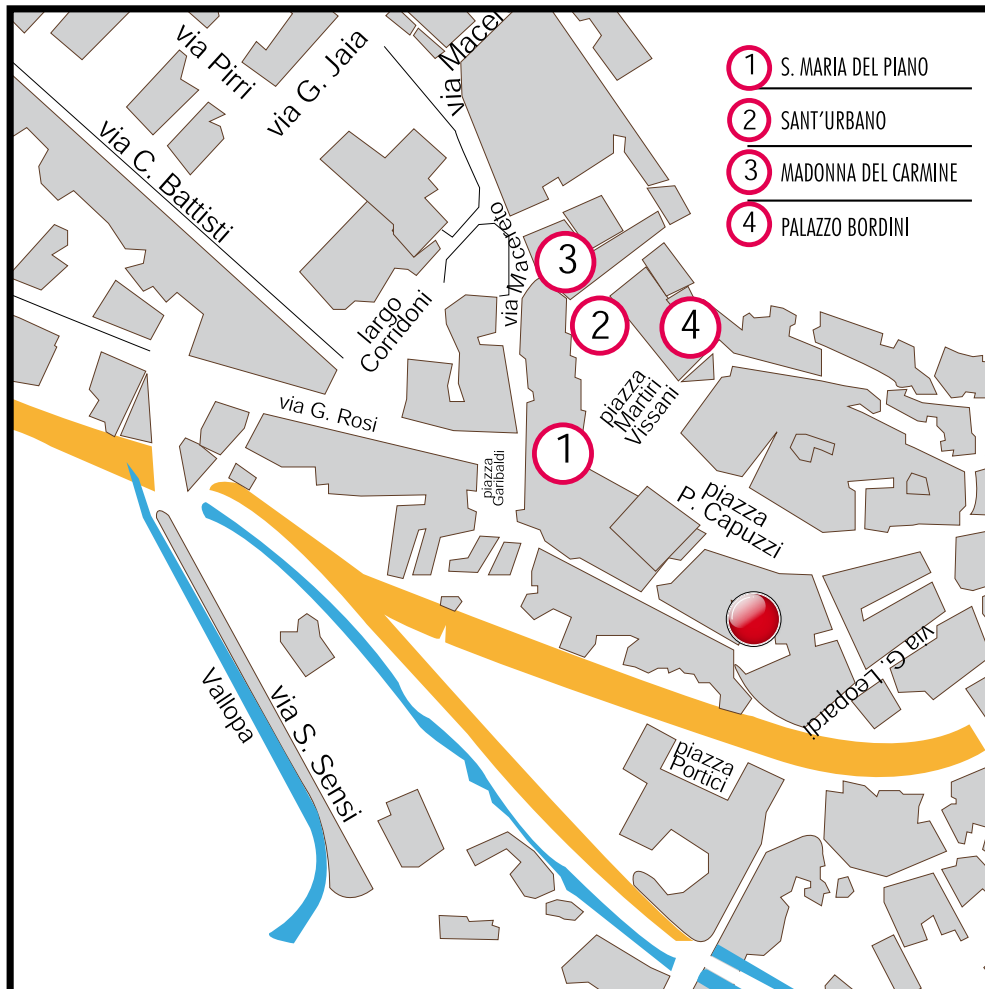 via Pirri
via G. Jaia
via Macer
1 S. MARIA DEL PIANO
2 SANT'URBANO
3 MADONNA DEL CARMINE
4 PALAZZO BORDINI
via C. Battisti
via Macereto
3
largo
Corridoni
2
4
piazza
Martiri
Vissani
via G. Rosi
1
piazza
Garibaldi
piazza
P. Capuzzi
via G. Leopardi
Vallopa
via S. Sensi
piazza
Portici